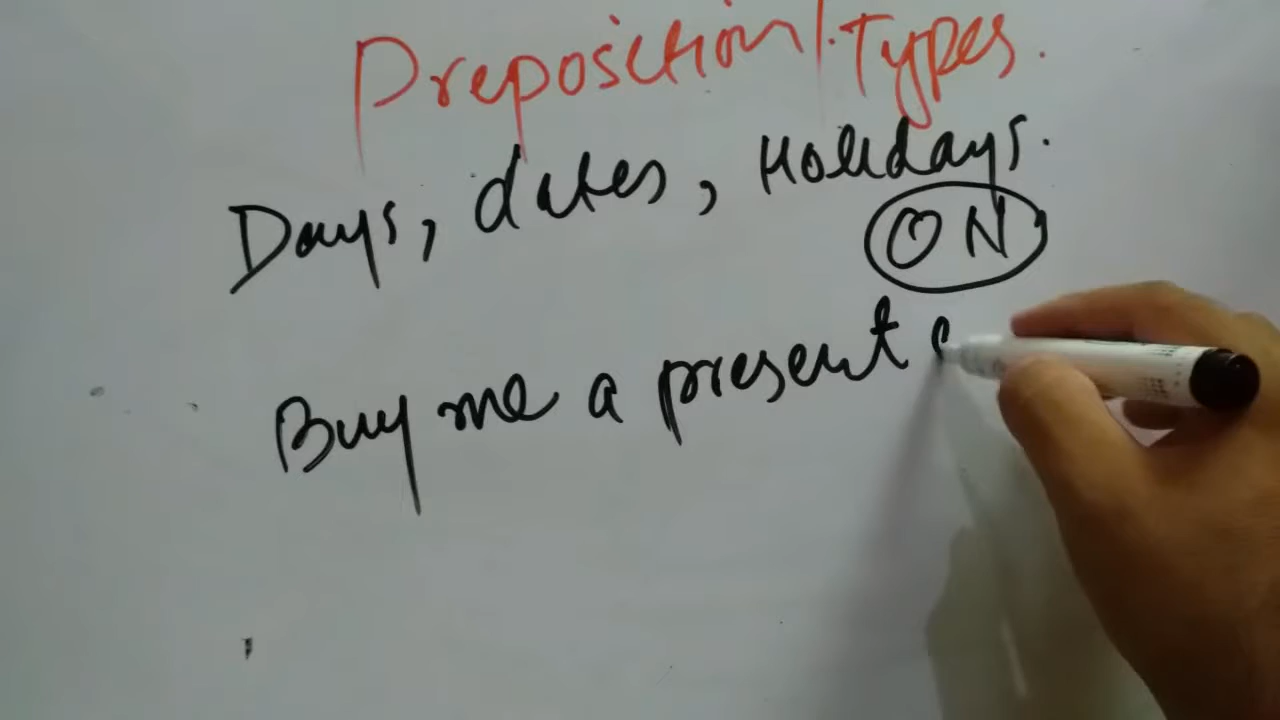 Preposition/Types.
Days, dates, Holidays.
ON
Buy me a present